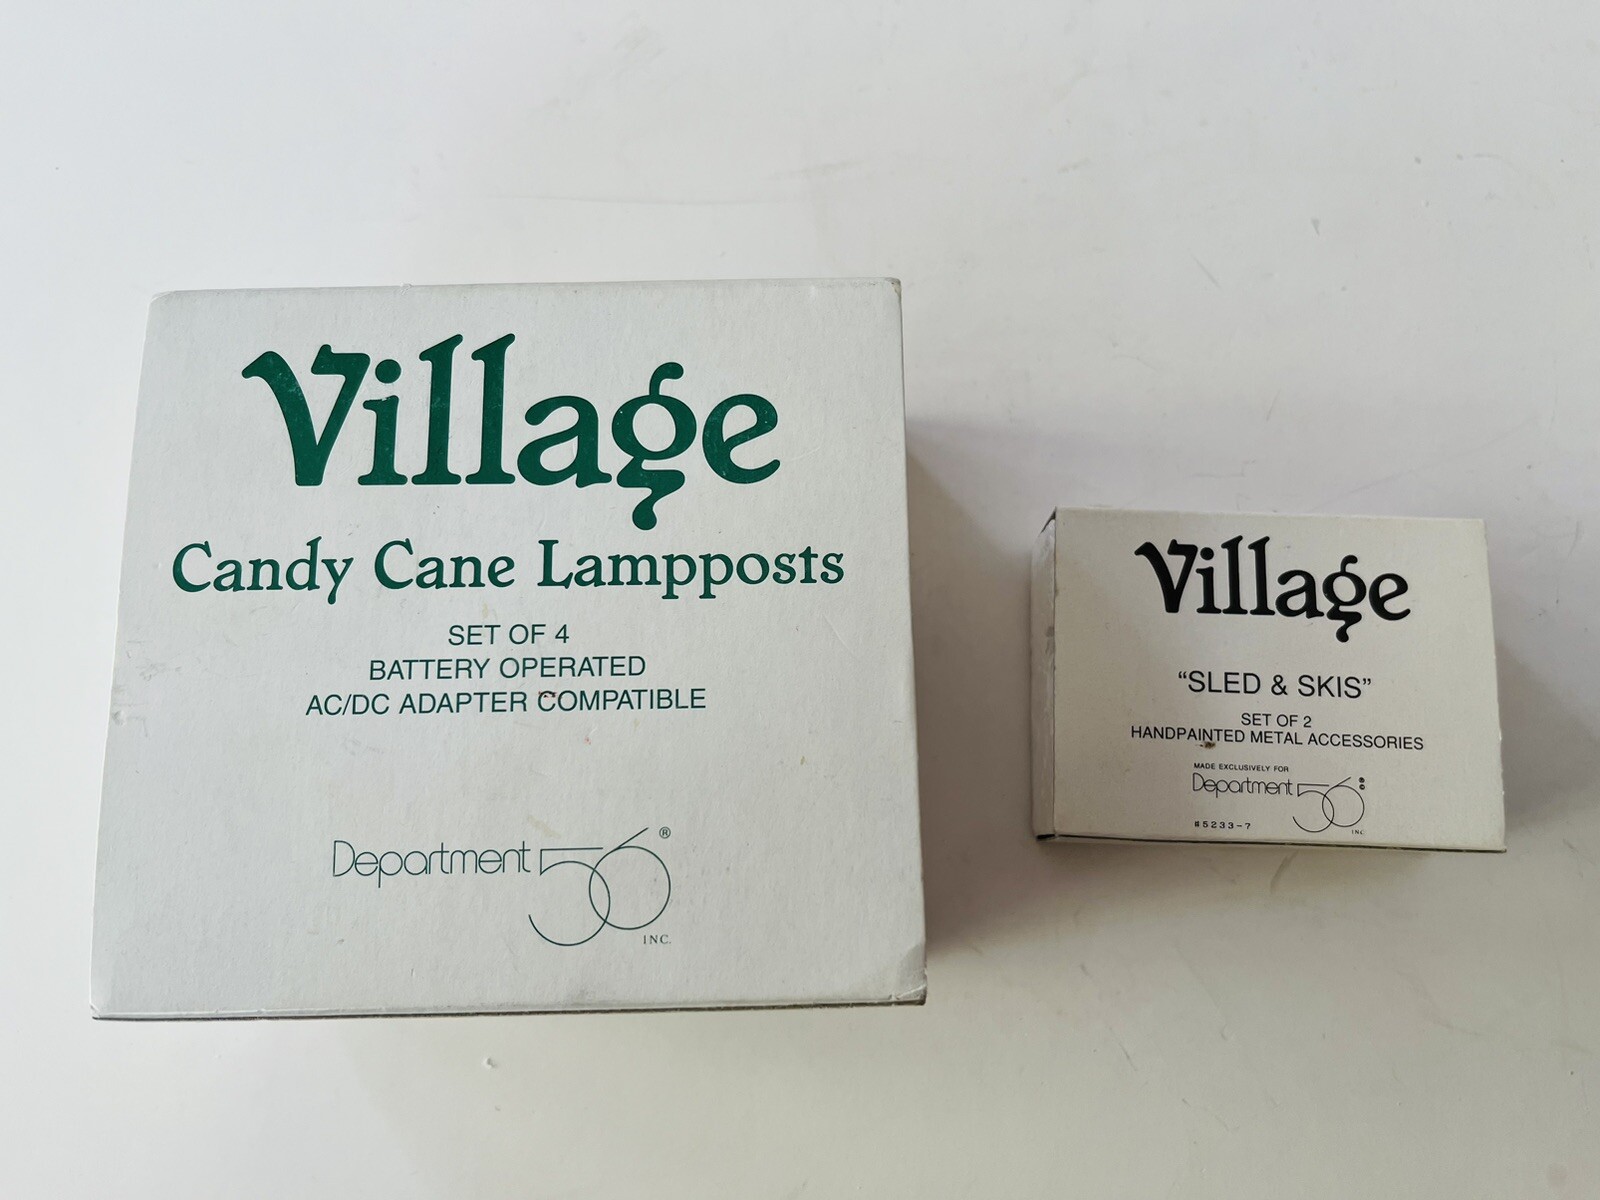 Village
Candy Cane Lampposts
SET OF 4
BATTERY OPERATED
AC/DC ADAPTER COMPATIBLE
Department 56®
INC.
Village
“SLED & SKIS”
SET OF 2
HANDPAINTED METAL ACCESSORIES
MADE EXCLUSIVELY FOR
Department 56®
INC.
#5233-7